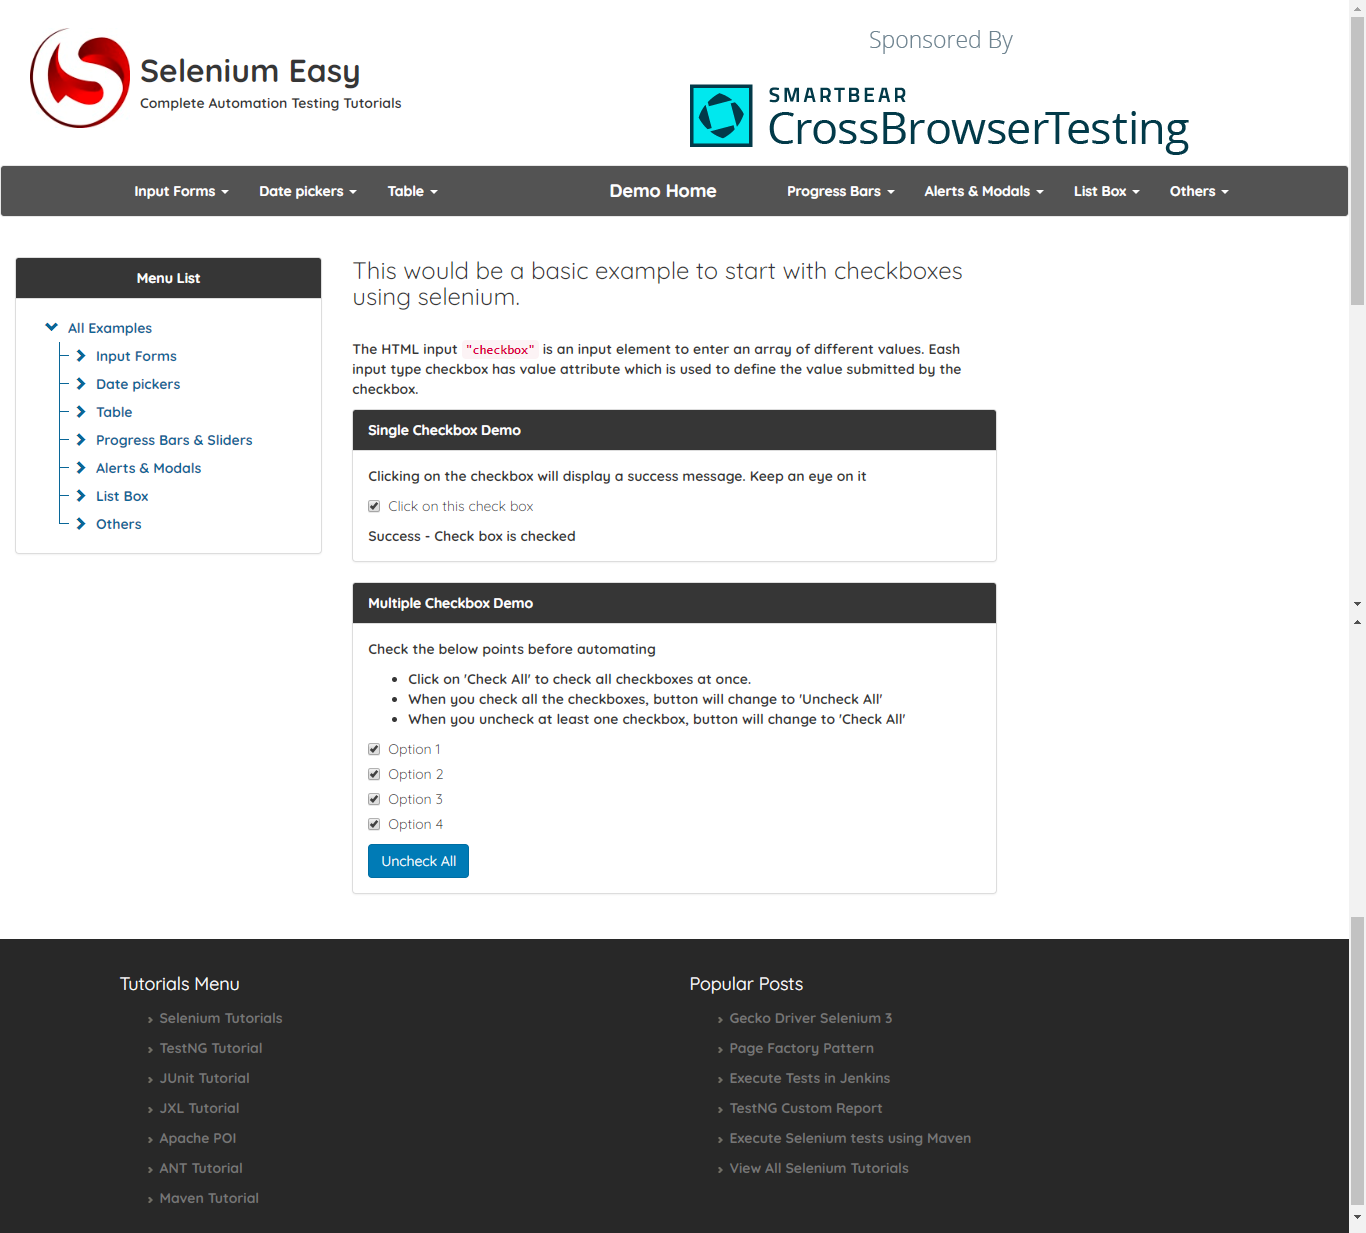 Selenium Easy
Complete Automation Testing Tutorials
Sponsored By
SMARTBEAR
CrossBrowserTesting
Input Forms Date pickers Table Demo Home Progress Bars Alerts & Modals List Box Others
Menu List
All Examples
Input Forms
Date pickers
Table
Progress Bars & Sliders
Alerts & Modals
List Box
Others
This would be a basic example to start with checkboxes
using selenium.
The HTML input "checkbox" is an input element to enter an array of different values. Eash
input type checkbox has value attribute which is used to define the value submitted by the
checkbox.
Single Checkbox Demo
Clicking on the checkbox will display a success message. Keep an eye on it
Click on this check box
Success - Check box is checked
Multiple Checkbox Demo
Check the below points before automating
• Click on 'Check All' to check all checkboxes at once.
• When you check all the checkboxes, button will change to 'Uncheck All'
• When you uncheck at least one checkbox, button will change to 'Check All'
Option 1
Option 2
Option 3
Option 4
Uncheck All
Tutorials Menu
› Selenium Tutorials
› TestNG Tutorial
› JUnit Tutorial
› JXL Tutorial
› Apache POI
› ANT Tutorial
› Maven Tutorial
Popular Posts
› Gecko Driver Selenium 3
› Page Factory Pattern
› Execute Tests in Jenkins
› TestNG Custom Report
› Execute Selenium tests using Maven
› View All Selenium Tutorials